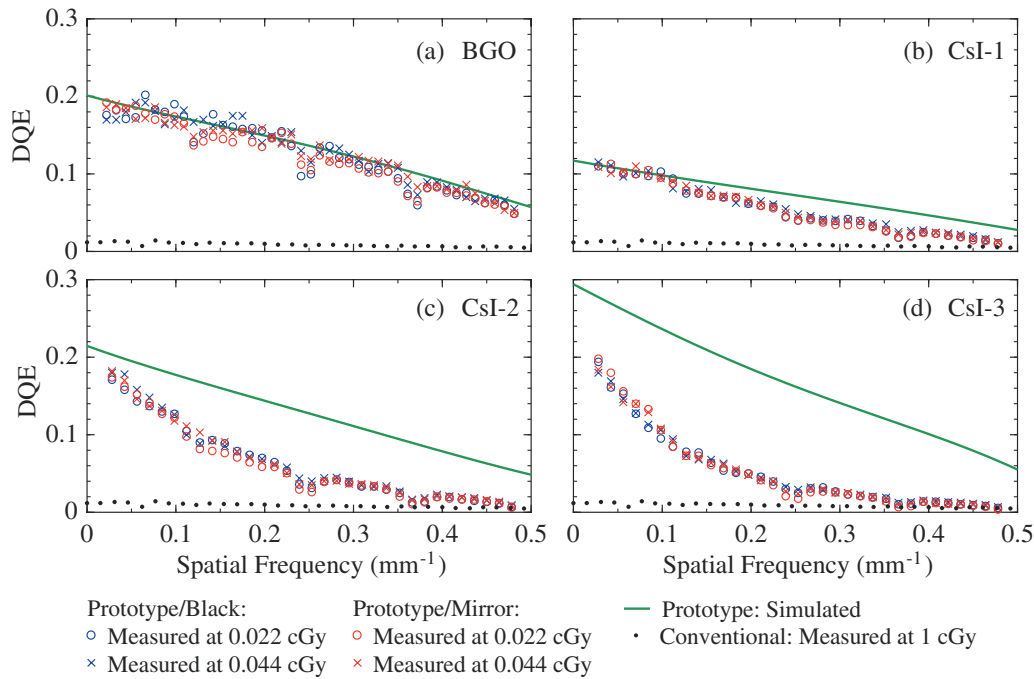 0.3
(a) BGO
(b) CsI-1
0.2
DQE
0.1
0
0.3
(c) CsI-2
(d) CsI-3
0.2
DQE
0.1
0
0 0.1 0.2 0.3 0.4 0.5 0 0.1 0.2 0.3 0.4 0.5
Spatial Frequency (mm⁻¹) Spatial Frequency (mm⁻¹)
Prototype/Black: Prototype/Mirror: Prototype: Simulated
Measured at 0.022 cGy Measured at 0.022 cGy Conventional: Measured at 1 cGy
Measured at 0.044 cGy Measured at 0.044 cGy